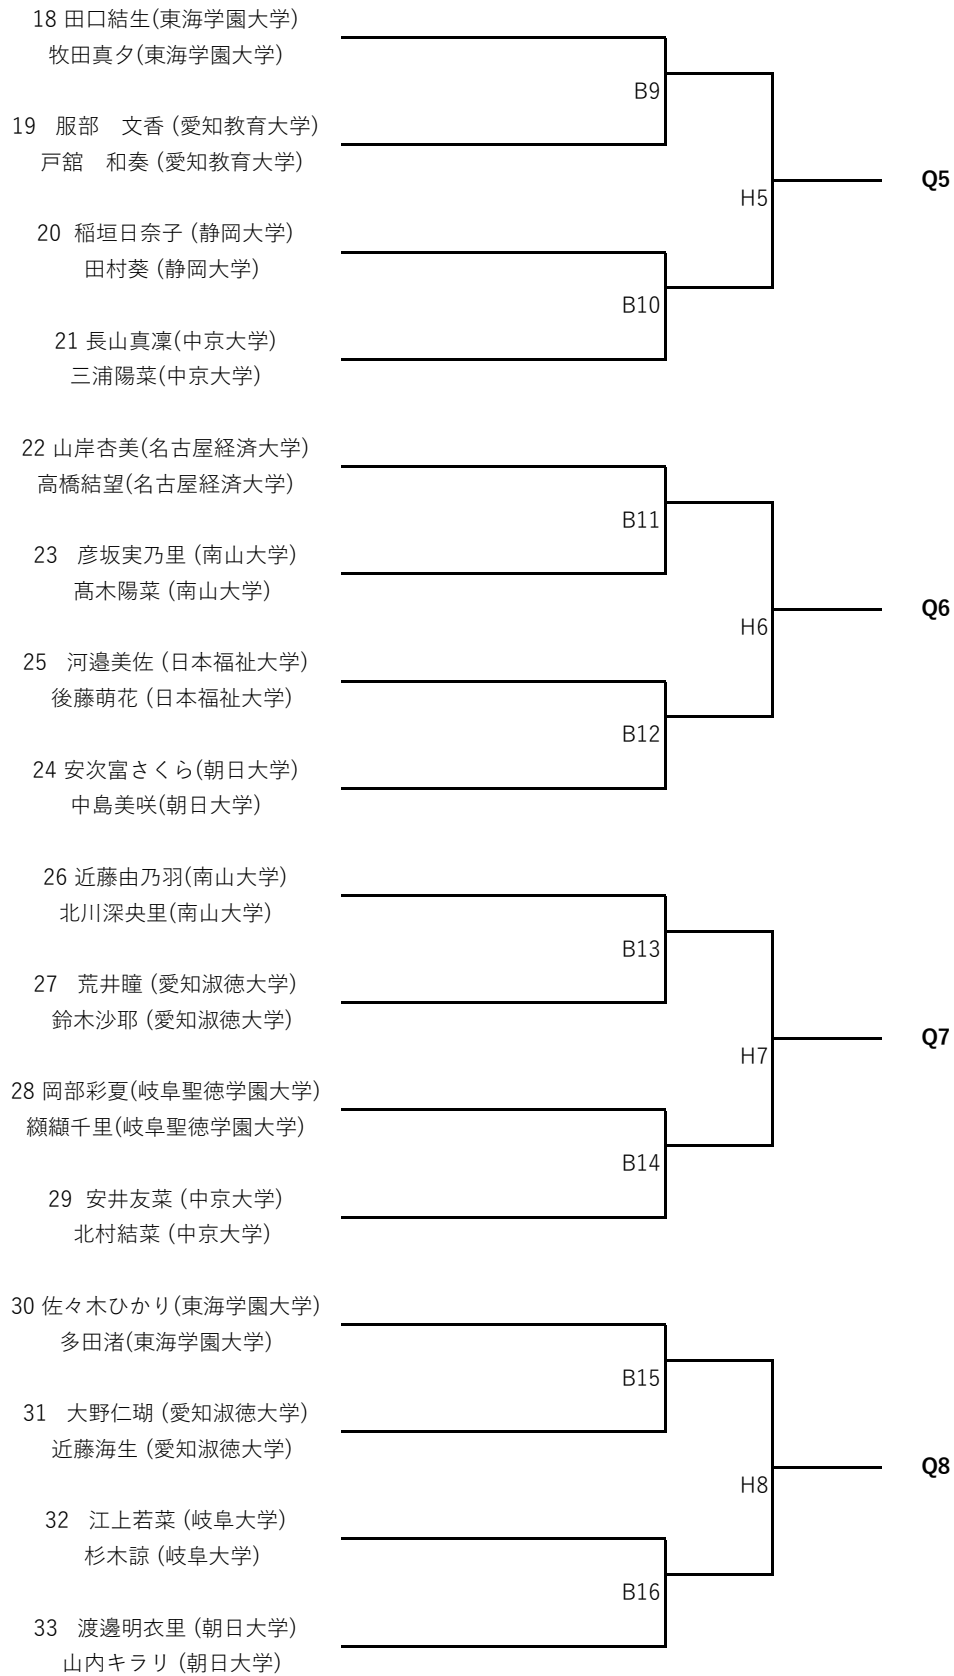 18 田口結生(東海学園大学)
牧田真夕(東海学園大学)
B9
19　服部　文香 (愛知教育大学)
戸舘　和奏 (愛知教育大学)
Q5
H5
20  稲垣日奈子 (静岡大学)
田村葵 (静岡大学)
B10
21 長山真凜(中京大学)
三浦陽菜(中京大学)
22 山岸杏美(名古屋経済大学)
高橋結望(名古屋経済大学)
B11
23　彦坂実乃里 (南山大学)
髙木陽菜 (南山大学)
Q6
H6
25　河邉美佐 (日本福祉大学)
後藤萌花 (日本福祉大学)
B12
24 安次富さくら(朝日大学)
中島美咲(朝日大学)
26 近藤由乃羽(南山大学)
北川深央里(南山大学)
B13
27　荒井瞳 (愛知淑徳大学)
鈴木沙耶 (愛知淑徳大学)
Q7
H7
28 岡部彩夏(岐阜聖徳学園大学)
纐纈千里(岐阜聖徳学園大学)
B14
29  安井友菜 (中京大学)
北村結菜 (中京大学)
30 佐々木ひかり(東海学園大学)
多田渚(東海学園大学)
B15
31　大野仁瑚 (愛知淑徳大学)
近藤海生 (愛知淑徳大学)
Q8
H8
32　江上若菜 (岐阜大学)
杉木諒 (岐阜大学)
B16
33　渡邊明衣里 (朝日大学)
山内キラリ (朝日大学)